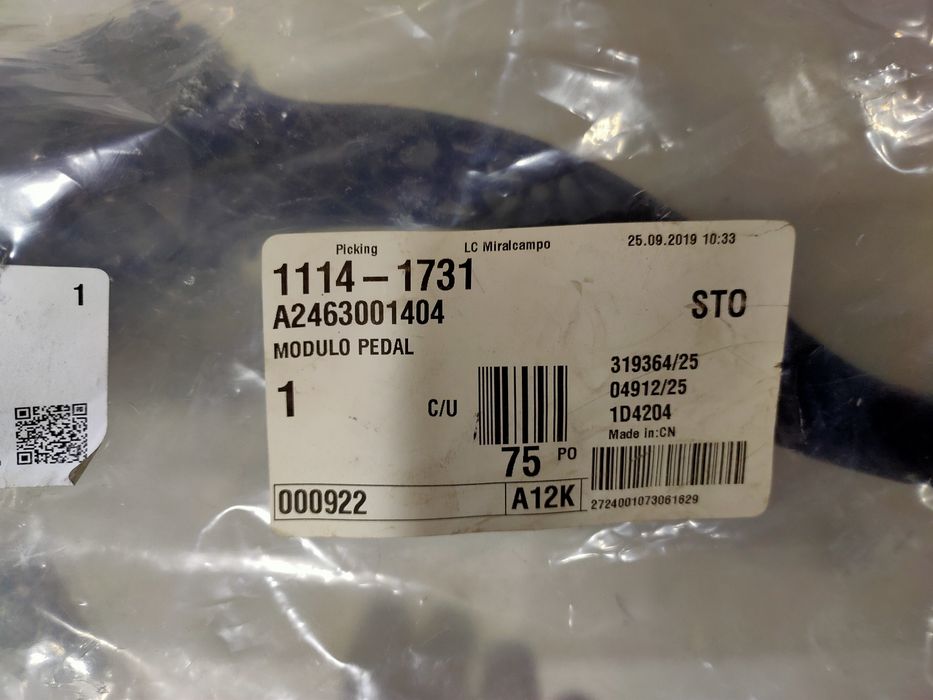 1
Picking LC Miralcampo 25.09.2019 10:33
1114-1731
A2463001404
STO
MODULO PEDAL
1 C/U
319364/25
04912/25
1D4204
Made in:CN
75 PO
000922 A12K
2724001073061629